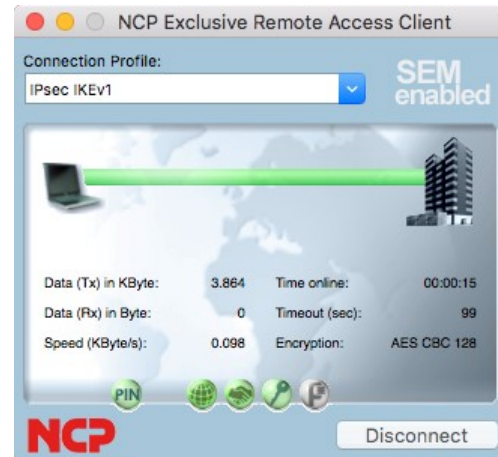 NCP Exclusive Remote Access Client
Connection Profile:
IPsec IKEv1
SEM
enabled
Data (Tx) in KByte: 3.864 Time online: 00:00:15
Data (Rx) in Byte: 0 Timeout (sec): 99
Speed (KByte/s): 0.098 Encryption: AES CBC 128
PIN
NCP
Disconnect